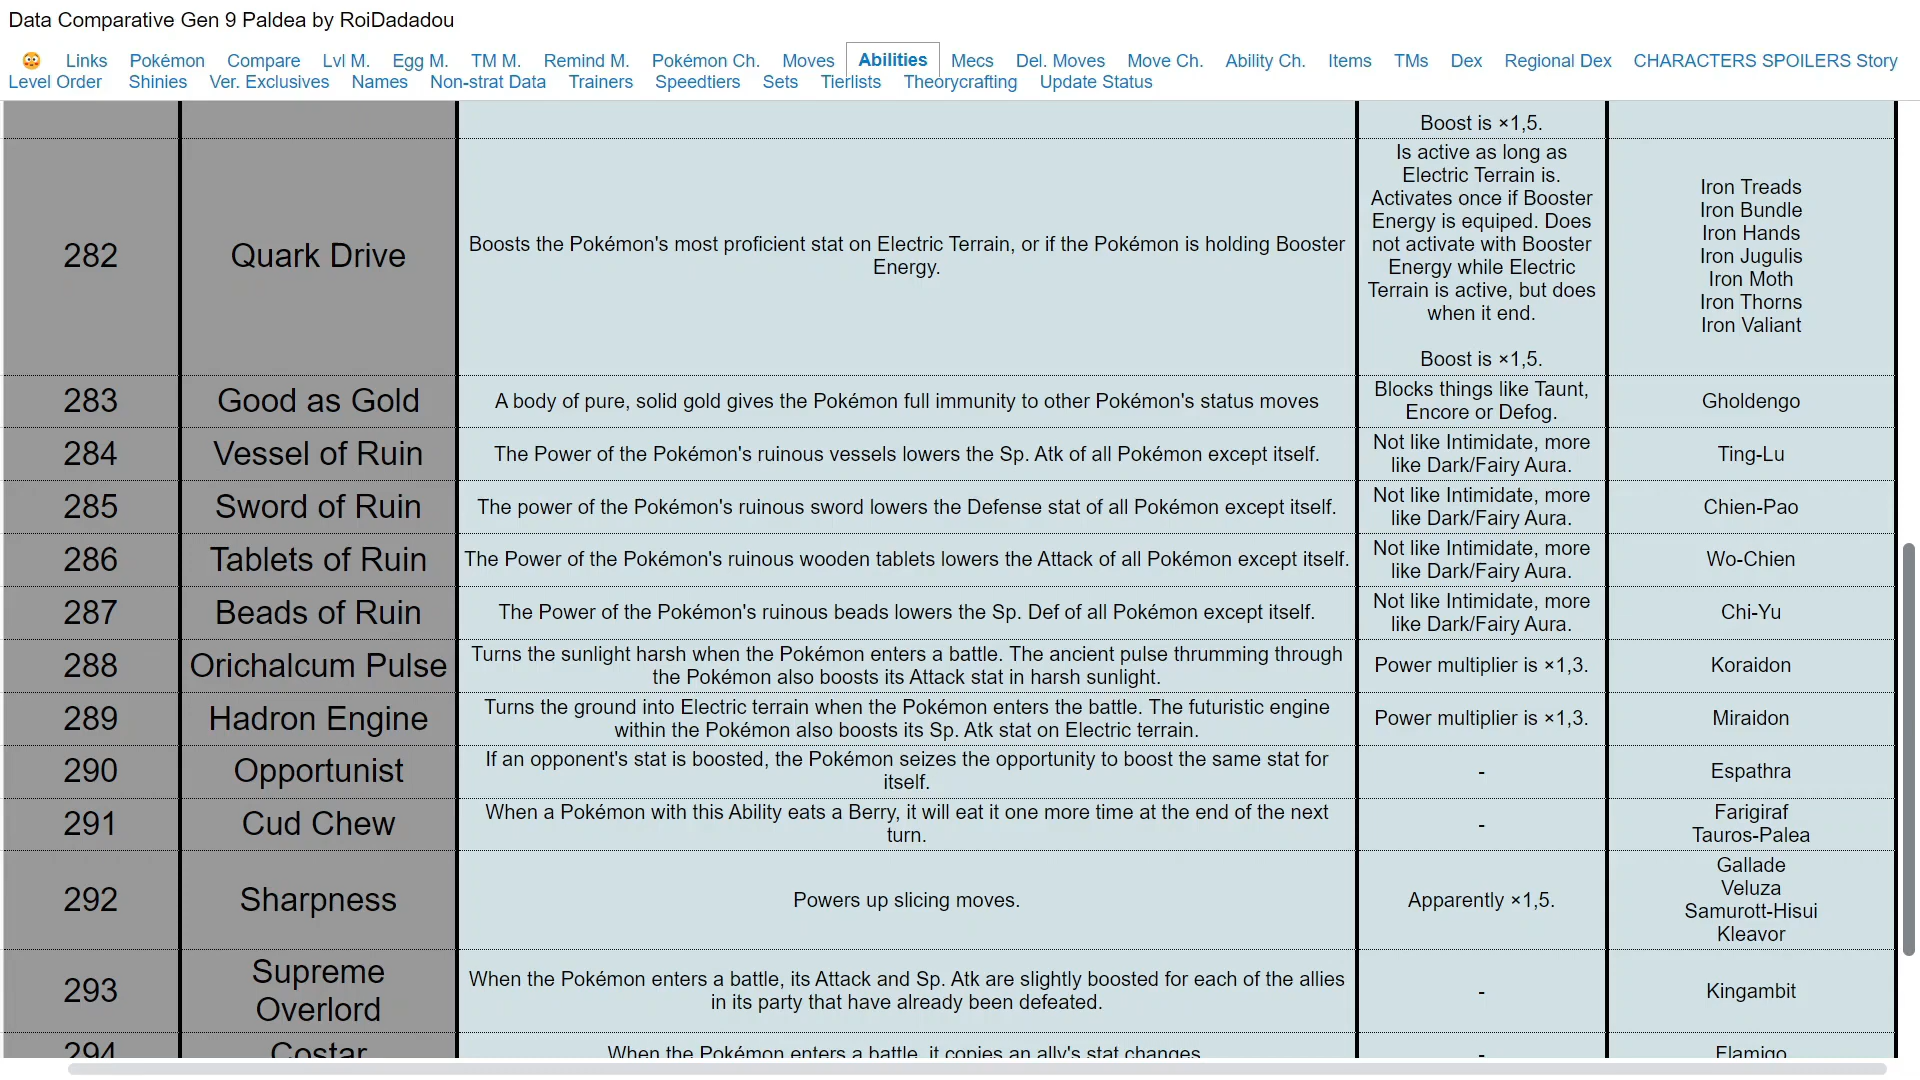 Data Comparative Gen 9 Paldea by RoiDadadou
Links Pokémon Compare Lvl M. Egg M. TM M. Remind M. Pokémon Ch. Moves Abilities Mecs Del. Moves Move Ch. Ability Ch. Items TMs Dex Regional Dex CHARACTERS SPOILERS Story
Level Order Shinies Ver. Exclusives Names Non-strat Data Trainers Speedtiers Sets Tierlists Theorycrafting Update Status
Boost is ×1,5.
282
Quark Drive
Boosts the Pokémon's most proficient stat on Electric Terrain, or if the Pokémon is holding Booster
Energy.
Is active as long as
Electric Terrain is.
Activates once if Booster
Energy is equiped. Does
not activate with Booster
Energy while Electric
Terrain is active, but does
when it end.
Boost is ×1,5.
Iron Treads
Iron Bundle
Iron Hands
Iron Jugulis
Iron Moth
Iron Thorns
Iron Valiant
283
Good as Gold
A body of pure, solid gold gives the Pokémon full immunity to other Pokémon's status moves
Blocks things like Taunt,
Encore or Defog.
Gholdengo
284
Vessel of Ruin
The Power of the Pokémon's ruinous vessels lowers the Sp. Atk of all Pokémon except itself.
Not like Intimidate, more
like Dark/Fairy Aura.
Ting-Lu
285
Sword of Ruin
The power of the Pokémon's ruinous sword lowers the Defense stat of all Pokémon except itself.
Not like Intimidate, more
like Dark/Fairy Aura.
Chien-Pao
286
Tablets of Ruin
The Power of the Pokémon's ruinous wooden tablets lowers the Attack of all Pokémon except itself.
Not like Intimidate, more
like Dark/Fairy Aura.
Wo-Chien
287
Beads of Ruin
The Power of the Pokémon's ruinous beads lowers the Sp. Def of all Pokémon except itself.
Not like Intimidate, more
like Dark/Fairy Aura.
Chi-Yu
288
Orichalcum Pulse
Turns the sunlight harsh when the Pokémon enters a battle. The ancient pulse thrumming through
the Pokémon also boosts its Attack stat in harsh sunlight.
Power multiplier is ×1,3.
Koraidon
289
Hadron Engine
Turns the ground into Electric terrain when the Pokémon enters the battle. The futuristic engine
within the Pokémon also boosts its Sp. Atk stat on Electric terrain.
Power multiplier is ×1,3.
Miraidon
290
Opportunist
If an opponent's stat is boosted, the Pokémon seizes the opportunity to boost the same stat for
itself.
-
Espathra
291
Cud Chew
When a Pokémon with this Ability eats a Berry, it will eat it one more time at the end of the next
turn.
-
Farigiraf
Tauros-Palea
292
Sharpness
Powers up slicing moves.
Apparently ×1,5.
Gallade
Veluza
Samurott-Hisui
Kleavor
293
Supreme
Overlord
When the Pokémon enters a battle, its Attack and Sp. Atk are slightly boosted for each of the allies
in its party that have already been defeated.
-
Kingambit
294
Costar
When the Pokémon enters a battle, it copies an ally's stat changes
-
Flamigo